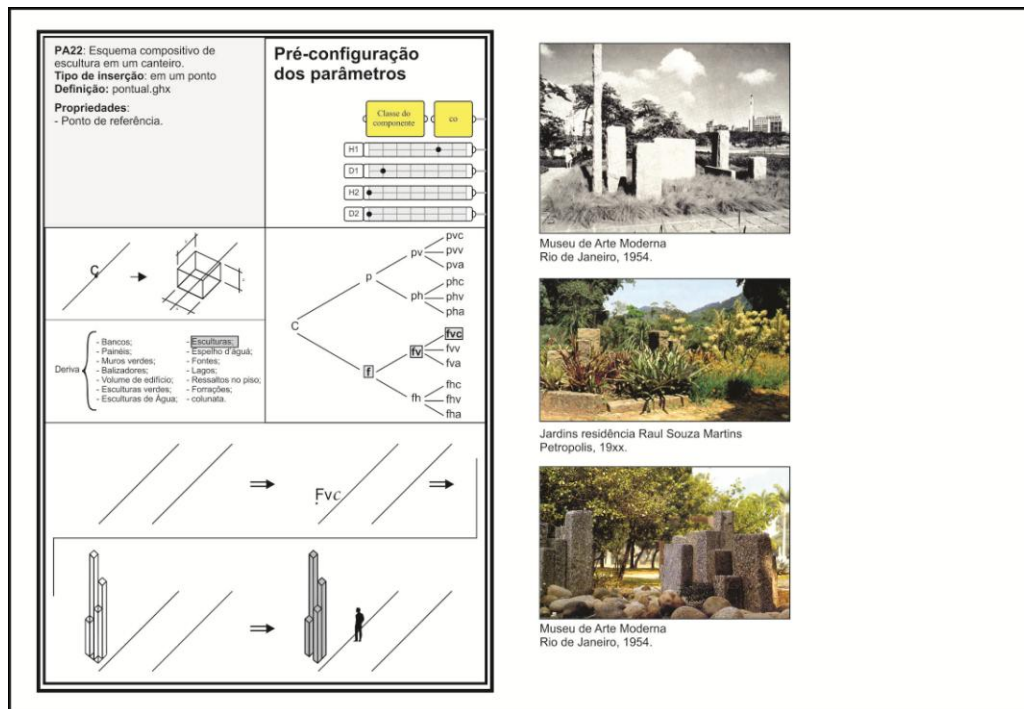 PA22: Esquema compositivo de
escultura em um canteiro.
Tipo de inserção: em um ponto
Definição: pontual.ghx
Propriedades:
- Ponto de referência.
Pré-configuração
dos parâmetros
Classe do
componente
co
H1
D1
H2
D2
Ç
Deriva
- Bancos;
- Painéis;
- Muros verdes;
- Balizadores;
- Volume de edifício;
- Esculturas verdes;
- Esculturas de Água;
- Esculturas;
- Espelho d'águá;
- Fontes;
- Lagos;
- Ressaltos no piso;
- Forrações;
- colunata.
C
p
f
pv
ph
fv
fh
pvc
pvv
pva
phc
phv
pha
fvc
fvv
fva
fhc
fhv
fha
Fvc
Museu de Arte Moderna
Rio de Janeiro, 1954.
Jardins residência Raul Souza Martins
Petropolis, 19xx.
Museu de Arte Moderna
Rio de Janeiro, 1954.